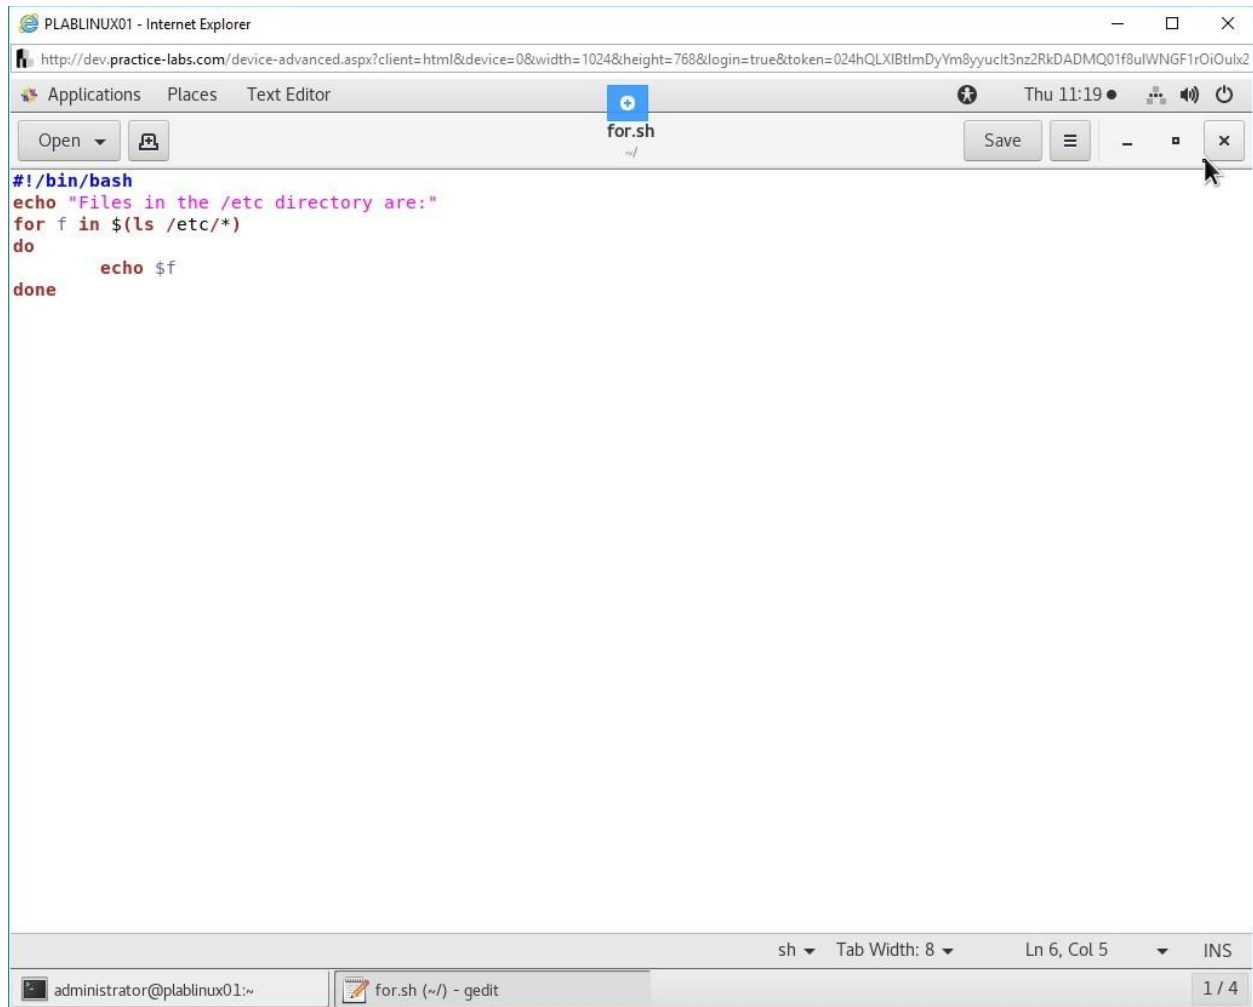 PLABLINUX01 - Internet Explorer
http://dev.practice-labs.com/device-advanced.aspx?client=html&device=0&width=1024&height=768&login=true&token=024hQLXIBtImDyYm8yyuclt3nz2RkDADMQ01f8uIWNGF1rOiOulx2
Applications Places Text Editor Thu 11:19
Open for.sh Save
~/
#!/bin/bash
echo "Files in the /etc directory are:"
for f in $(ls /etc/*)
do
        echo $f
done
sh Tab Width: 8 Ln 6, Col 5 INS
administrator@plablinux01:~ for.sh (~/) - gedit 1 / 4